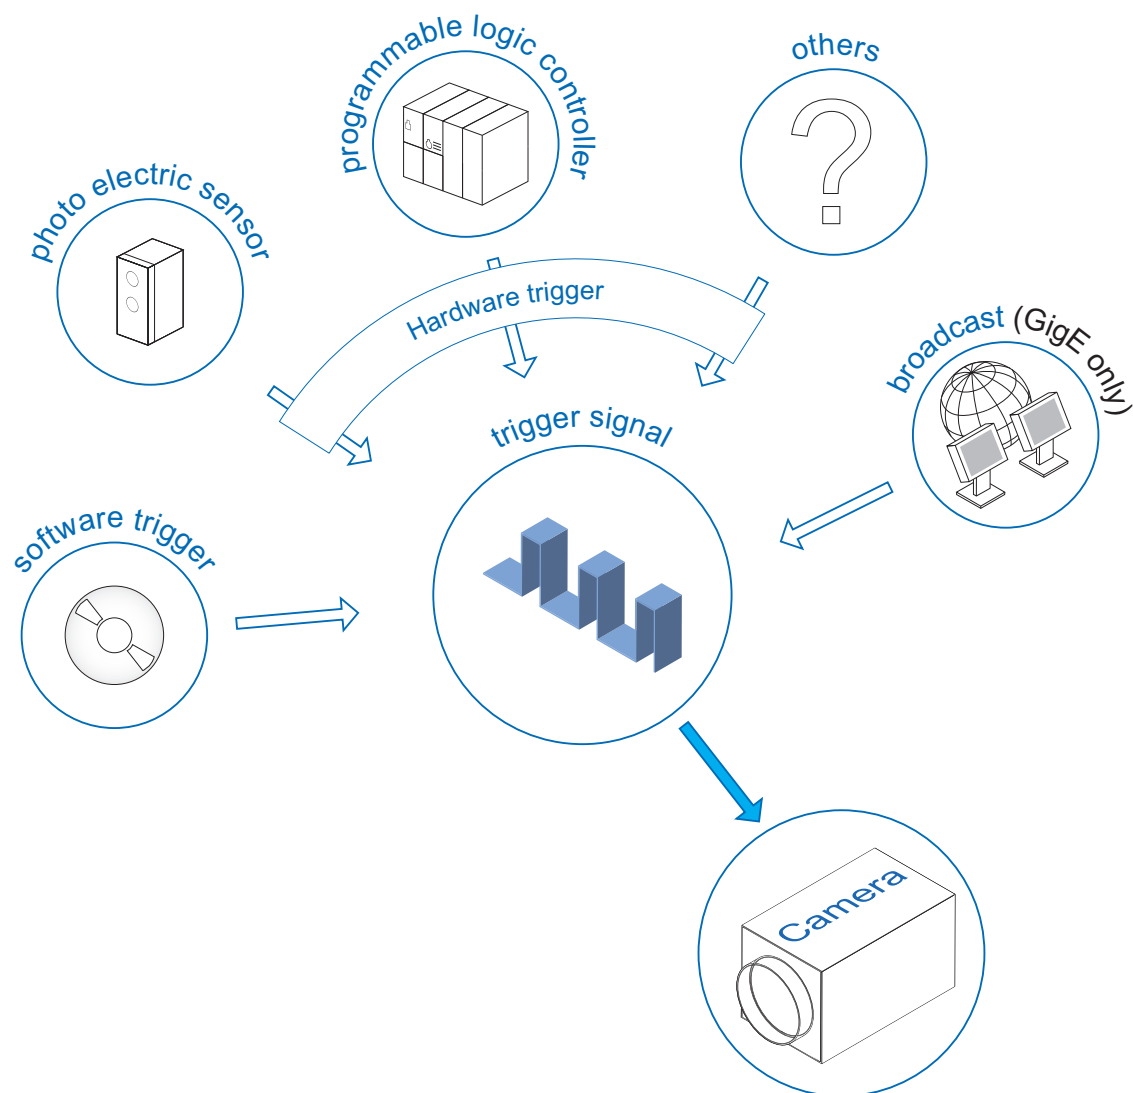 programmable logic controller
others
photo electric sensor
Hardware trigger
broadcast (GigE only)
trigger signal
software trigger
Camera